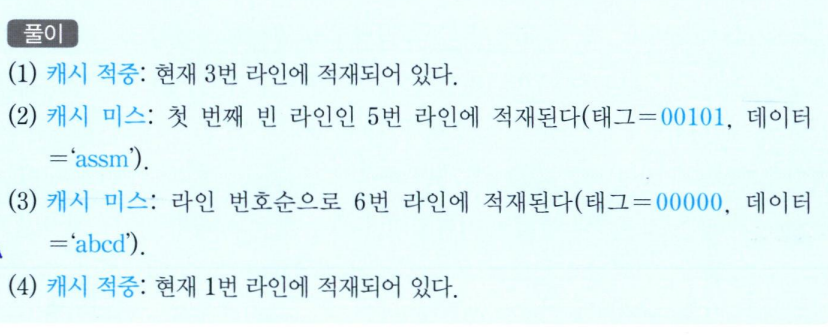 풀이
(1) 캐시 적중: 현재 3번 라인에 적재되어 있다.
(2) 캐시 미스: 첫 번째 빈 라인인 5번 라인에 적재된다(태그=00101, 데이터
='assm').
(3) 캐시 미스: 라인 번호순으로 6번 라인에 적재된다(태그=00000, 데이터
='abcd').
(4) 캐시 적중: 현재 1번 라인에 적재되어 있다.